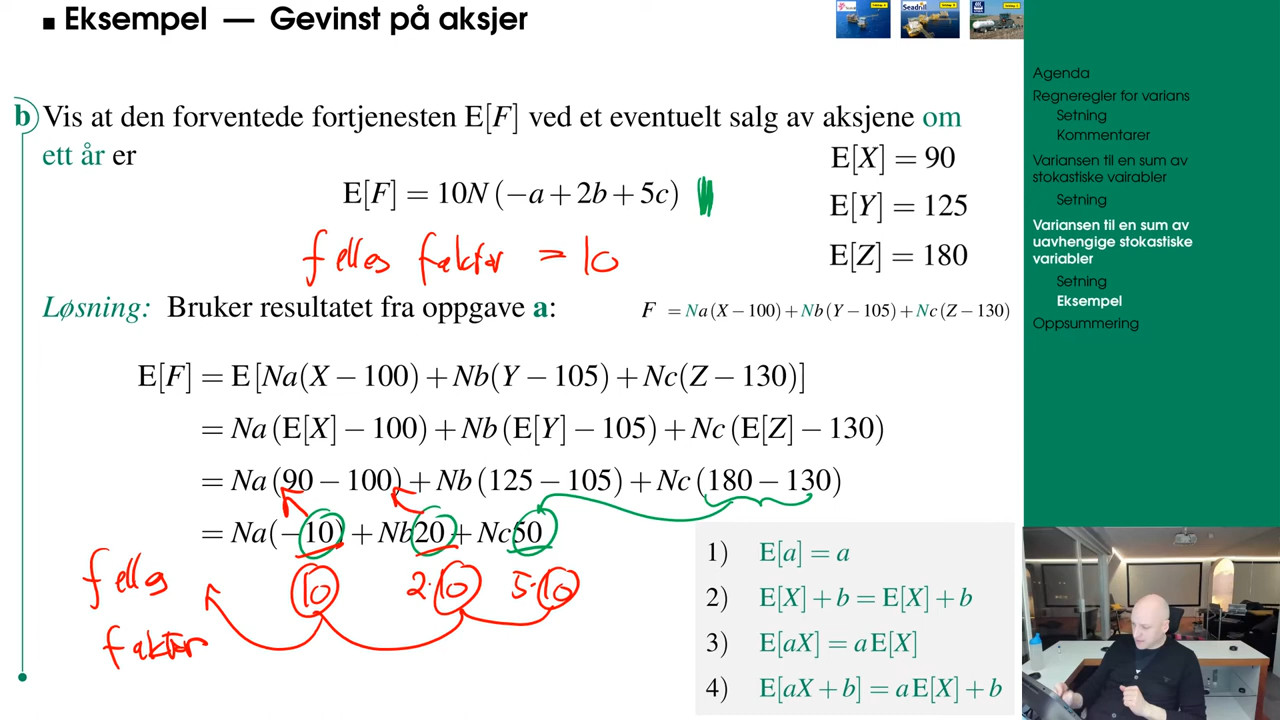 Eksempel — Gevinst på aksjer
Seadrill
b Vis at den forventede fortjenesten E[F] ved et eventuelt salg av aksjene om
ett år er
E[F] = 10N (−a + 2b + 5c)
E[X] = 90
E[Y] = 125
E[Z] = 180
felles faktor = 10
Løsning: Bruker resultatet fra oppgave a:
F = Na(X − 100) + Nb(Y − 105) + Nc(Z − 130)
E[F] = E[Na(X − 100) + Nb(Y − 105) + Nc(Z − 130)]
= Na(E[X] − 100) + Nb(E[Y] − 105) + Nc(E[Z] − 130)
= Na(90 − 100) + Nb(125 − 105) + Nc(180 − 130)
= Na(−10) + Nb20 + Nc50
felles
10 2·10 5·10
faktor
1) E[a] = a
2) E[X] + b = E[X] + b
3) E[aX] = aE[X]
4) E[aX + b] = aE[X] + b
Agenda
Regneregler for varians
Setning
Kommentarer
Variansen til en sum av
stokastiske vairabler
Setning
Variansen til en sum av
uavhengige stokastiske
variabler
Setning
Eksempel
Oppsummering